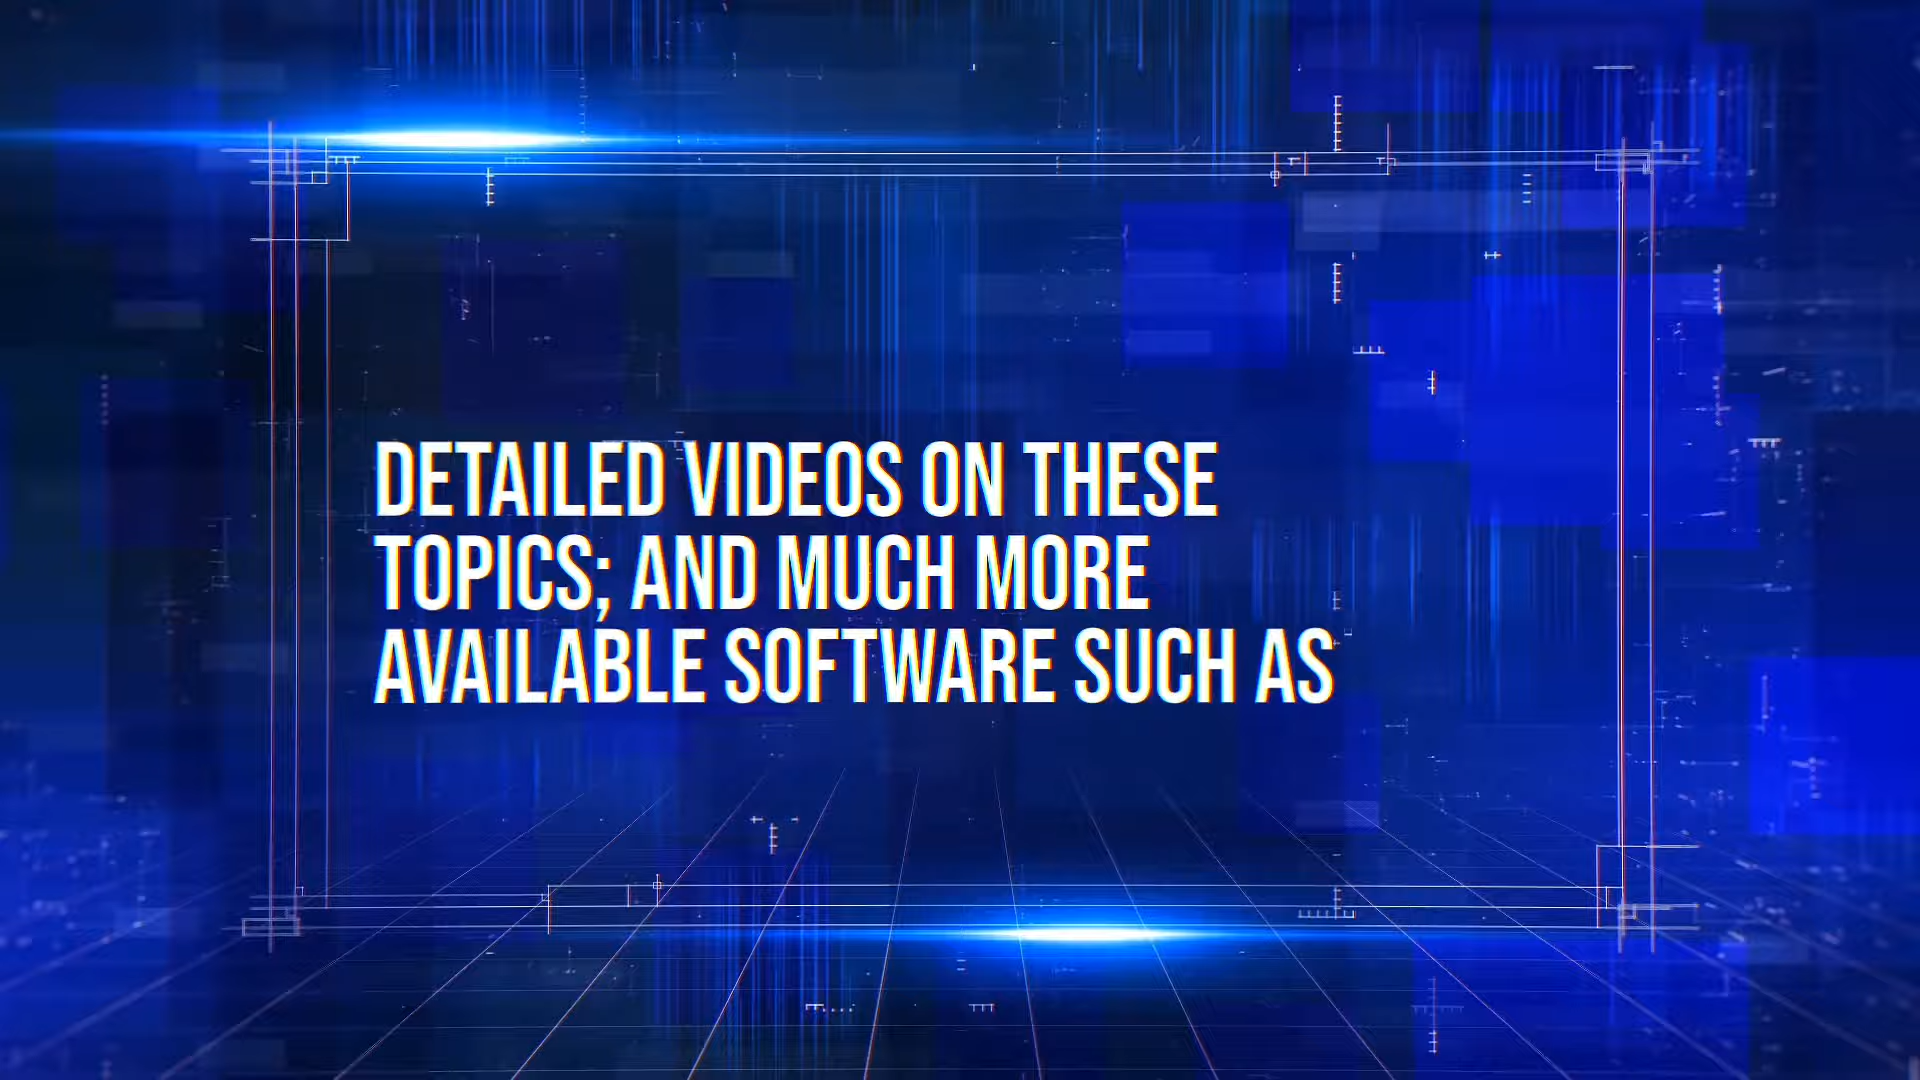 DETAILED VIDEOS ON THESE
TOPICS; AND MUCH MORE
AVAILABLE SOFTWARE SUCH AS